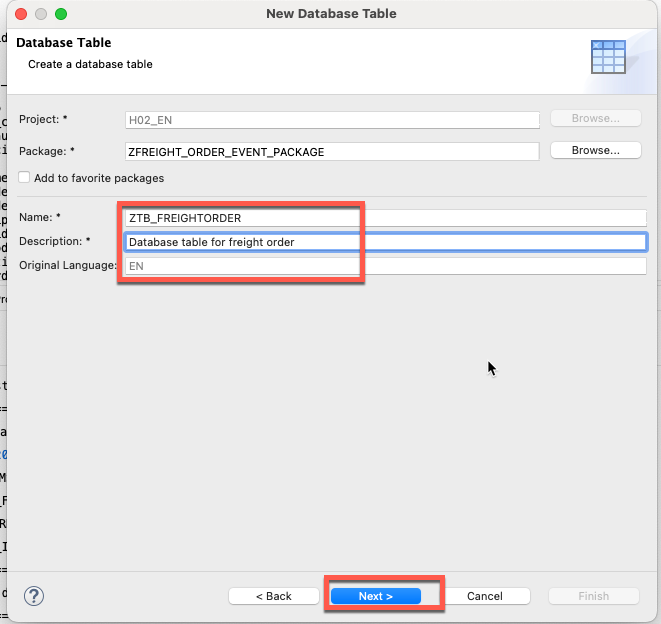 New Database Table
Database Table
Create a database table
Project: * H02_EN Browse...
Package: * ZFREIGHT_ORDER_EVENT_PACKAGE Browse...
Add to favorite packages
Name: * ZTB_FREIGHTORDER
Description: * Database table for freight order
Original Language: EN
? < Back Next > Cancel Finish